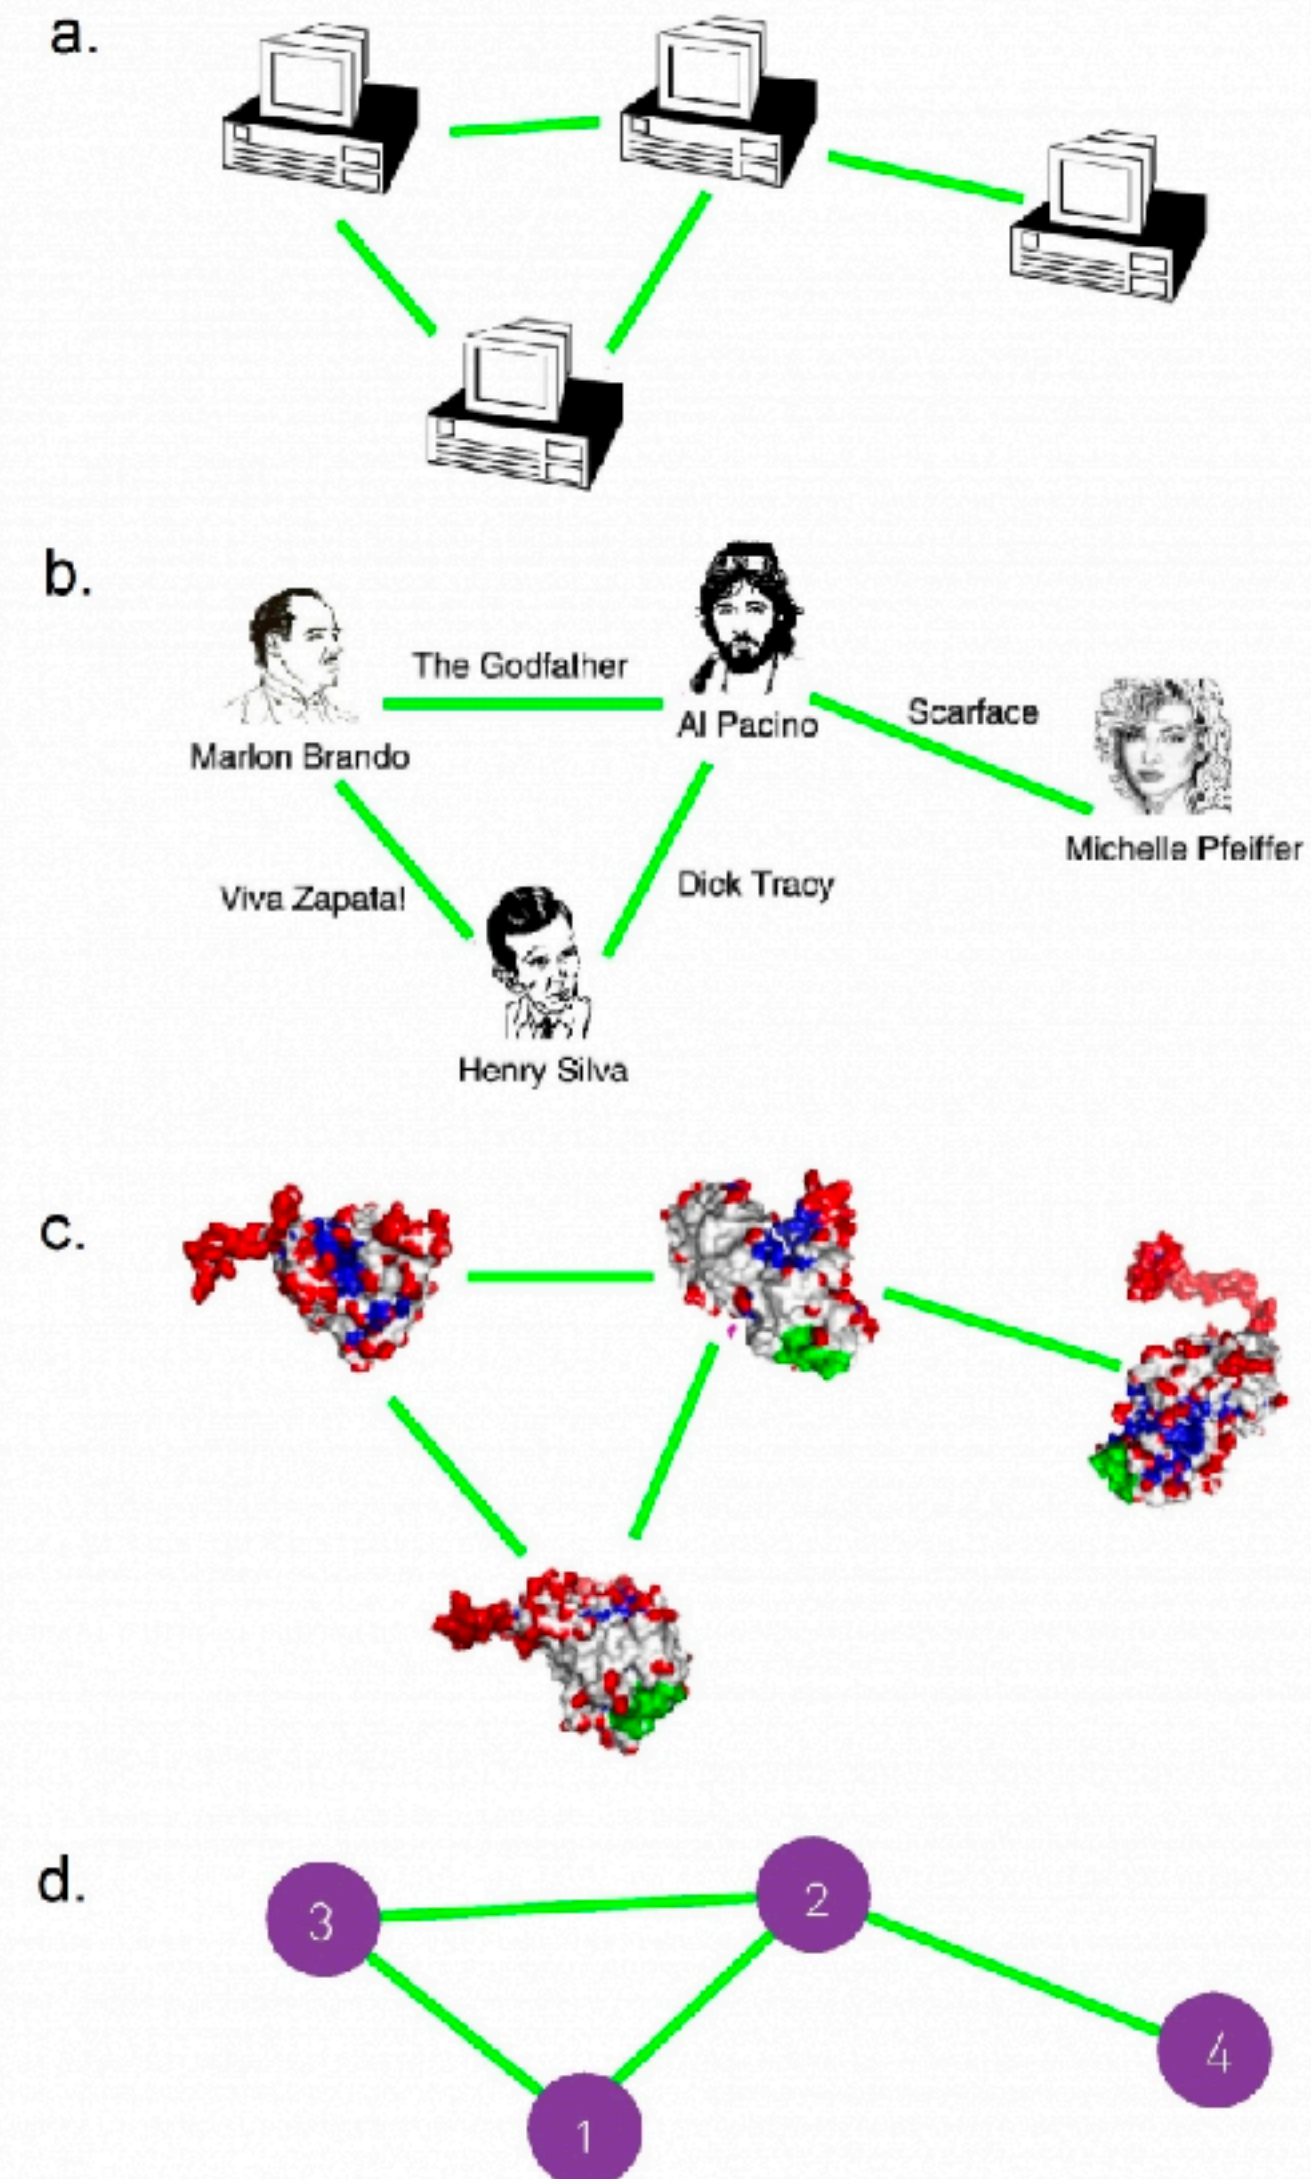 a.
b.
The Godfalher
Al Pacino
Scarface
Marlon Brando
Michelle Pfeiffer
Viva Zapata!
Dick Tracy
Henry Silva
c.
d.
3
2
4
1